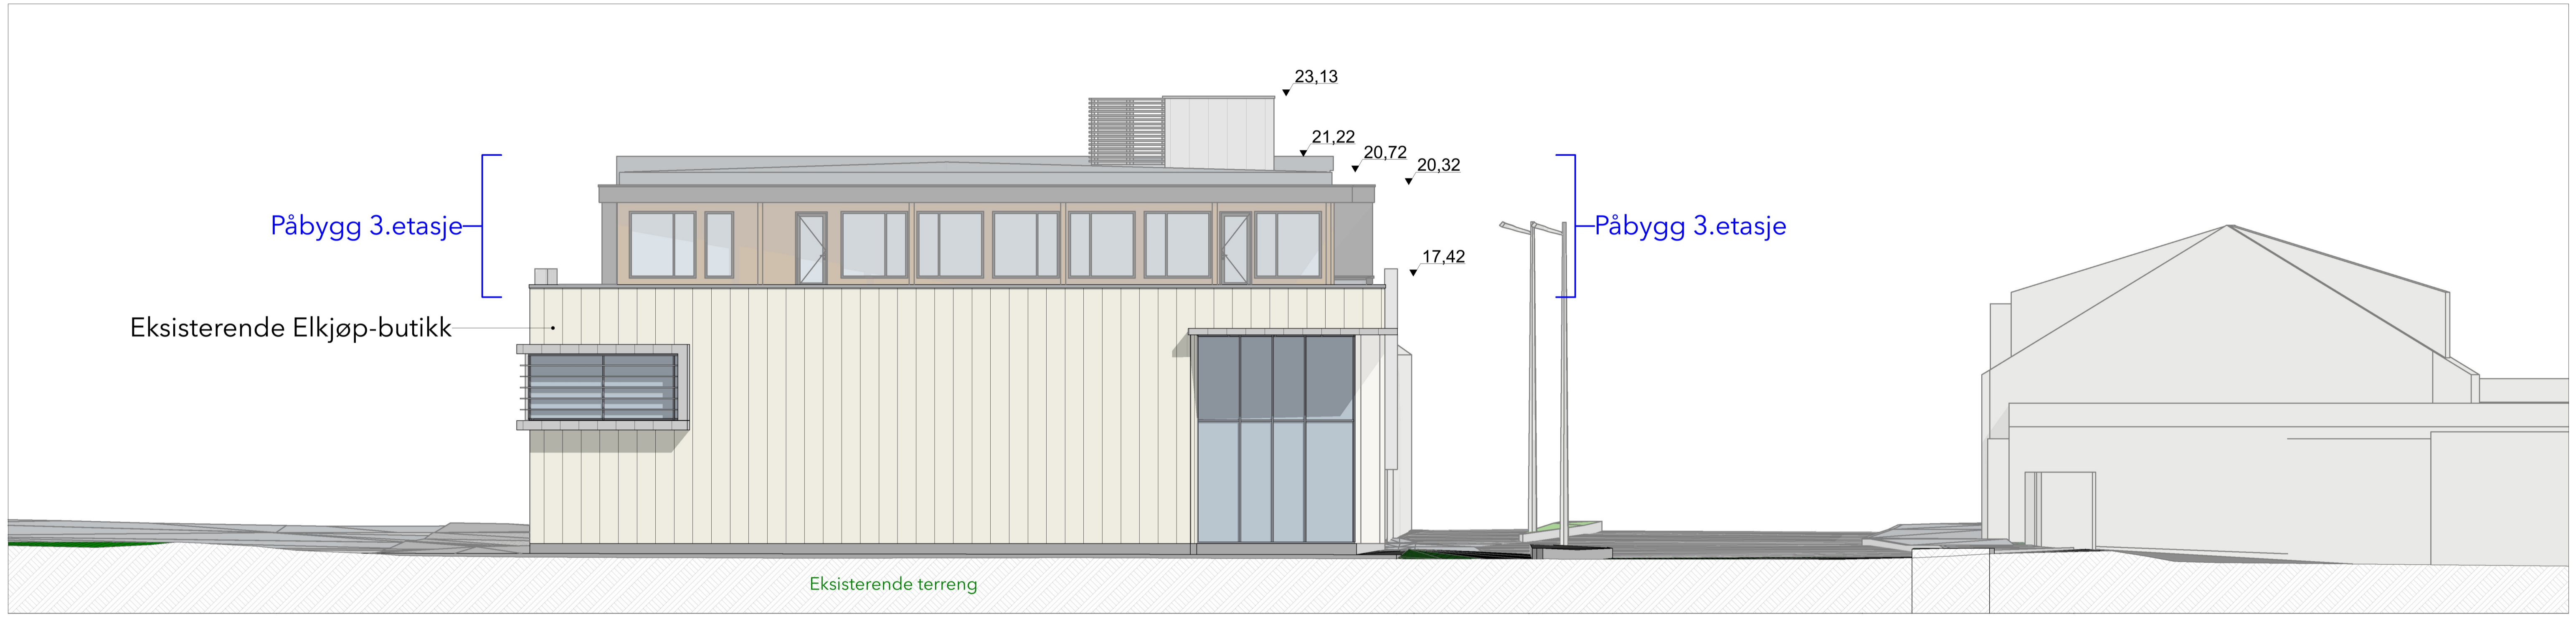 23,13
21,22
20,72
20,32
Påbygg 3.etasje
Påbygg 3.etasje
17,42
Eksisterende Elkjøp-butikk
Eksisterende terreng